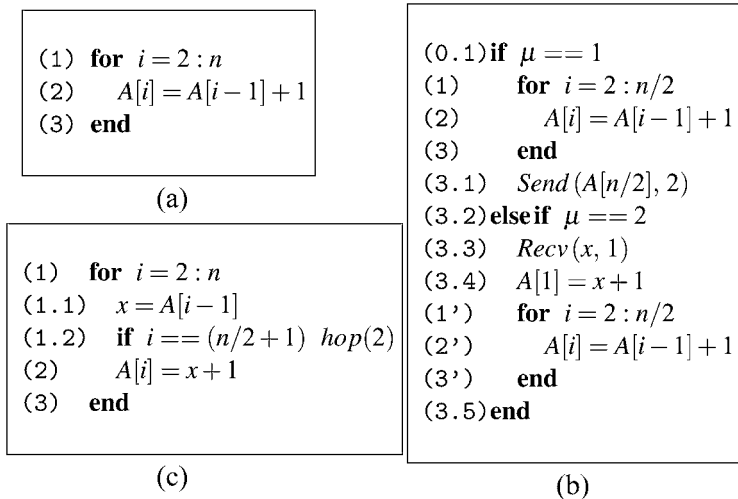 (1) for i = 2 : n
(2) A[i] = A[i−1]+1
(3) end
(a)
(1) for i = 2 : n
(1.1) x = A[i−1]
(1.2) if i == (n/2+1) hop(2)
(2) A[i] = x+1
(3) end
(c)
(0.1)if μ == 1
(1) for i = 2 : n/2
(2) A[i] = A[i−1]+1
(3) end
(3.1) Send(A[n/2], 2)
(3.2)elseif μ == 2
(3.3) Recv(x, 1)
(3.4) A[1] = x+1
(1') for i = 2 : n/2
(2') A[i] = A[i−1]+1
(3') end
(3.5)end
(b)